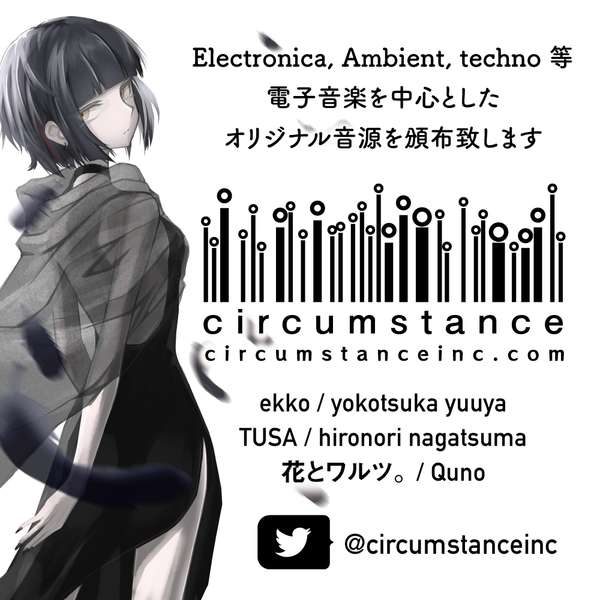 Electronica, Ambient, techno 等
電子音楽を中心とした
オリジナル音源を頒布致します
circumstance
circumstanceinc.com
ekko / yokotsuka yuuya
TUSA / hironori nagatsuma
花とワルツ。 / Quno
@circumstanceinc